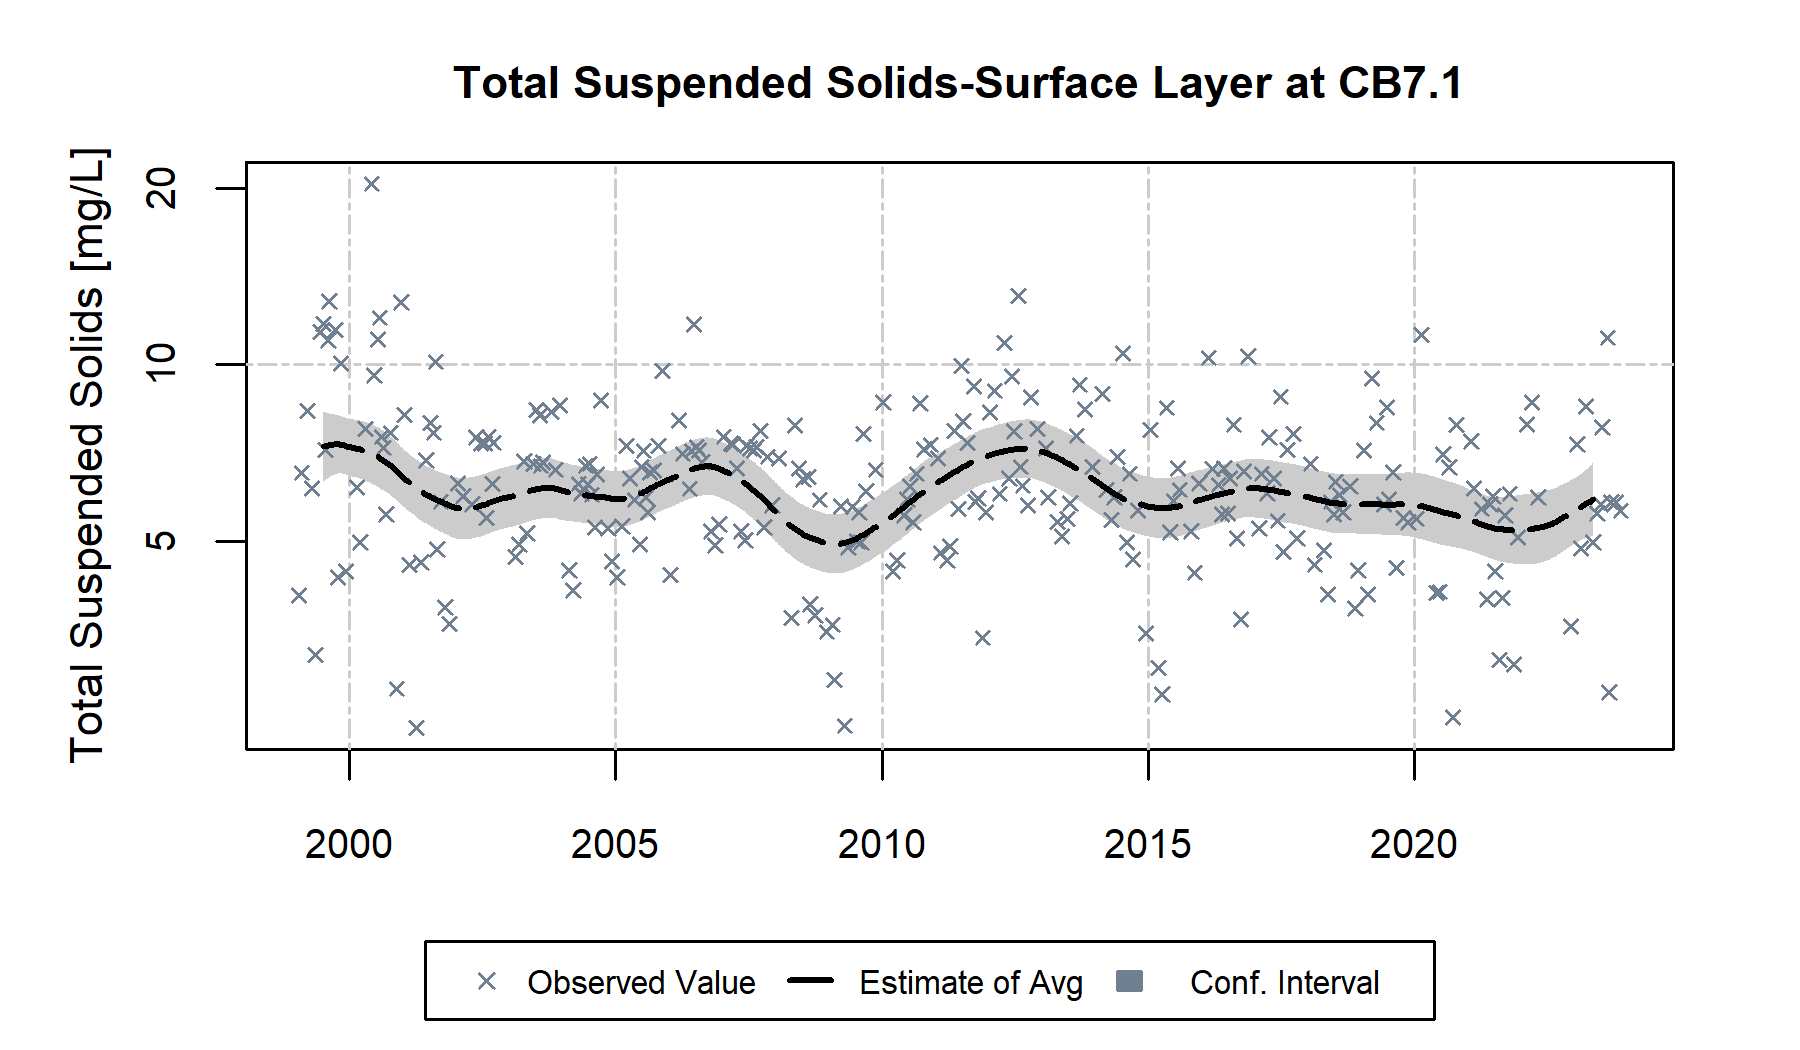 Total Suspended Solids-Surface Layer at CB7.1
Total Suspended Solids [mg/L]
20
10
5
2000 2005 2010 2015 2020
Observed Value Estimate of Avg Conf. Interval